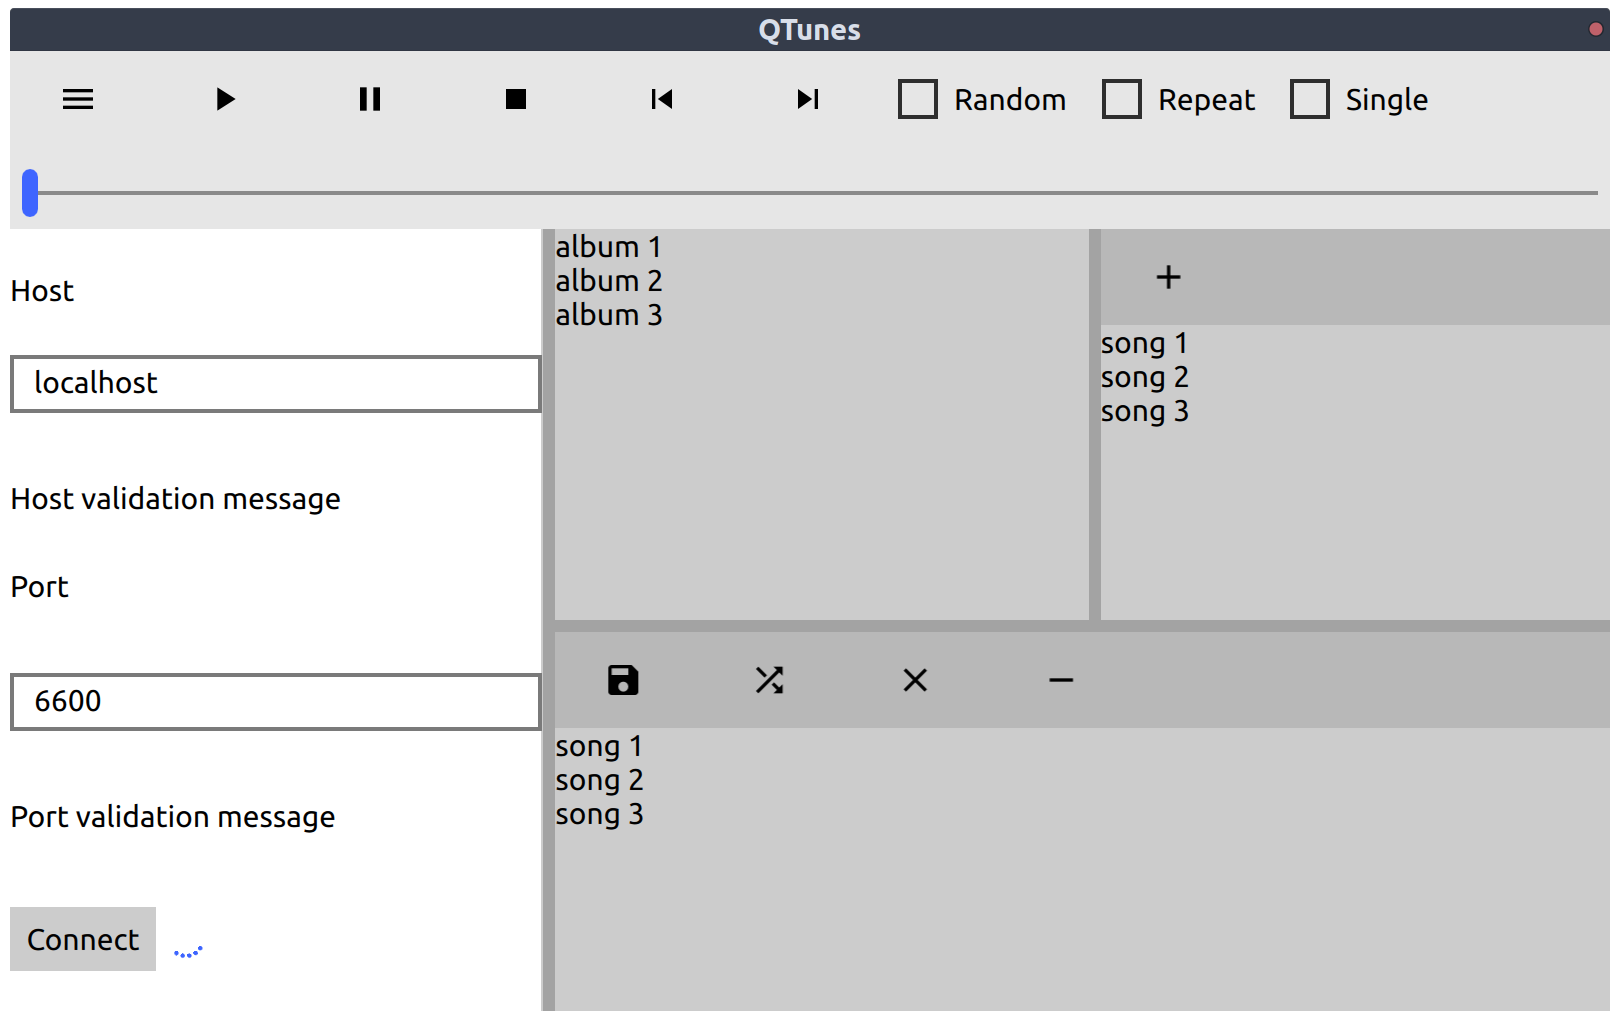 QTunes
Random Repeat Single
Host
localhost
Host validation message
Port
6600
Port validation message
Connect
album 1
album 2
album 3
song 1
song 2
song 3
song 1
song 2
song 3